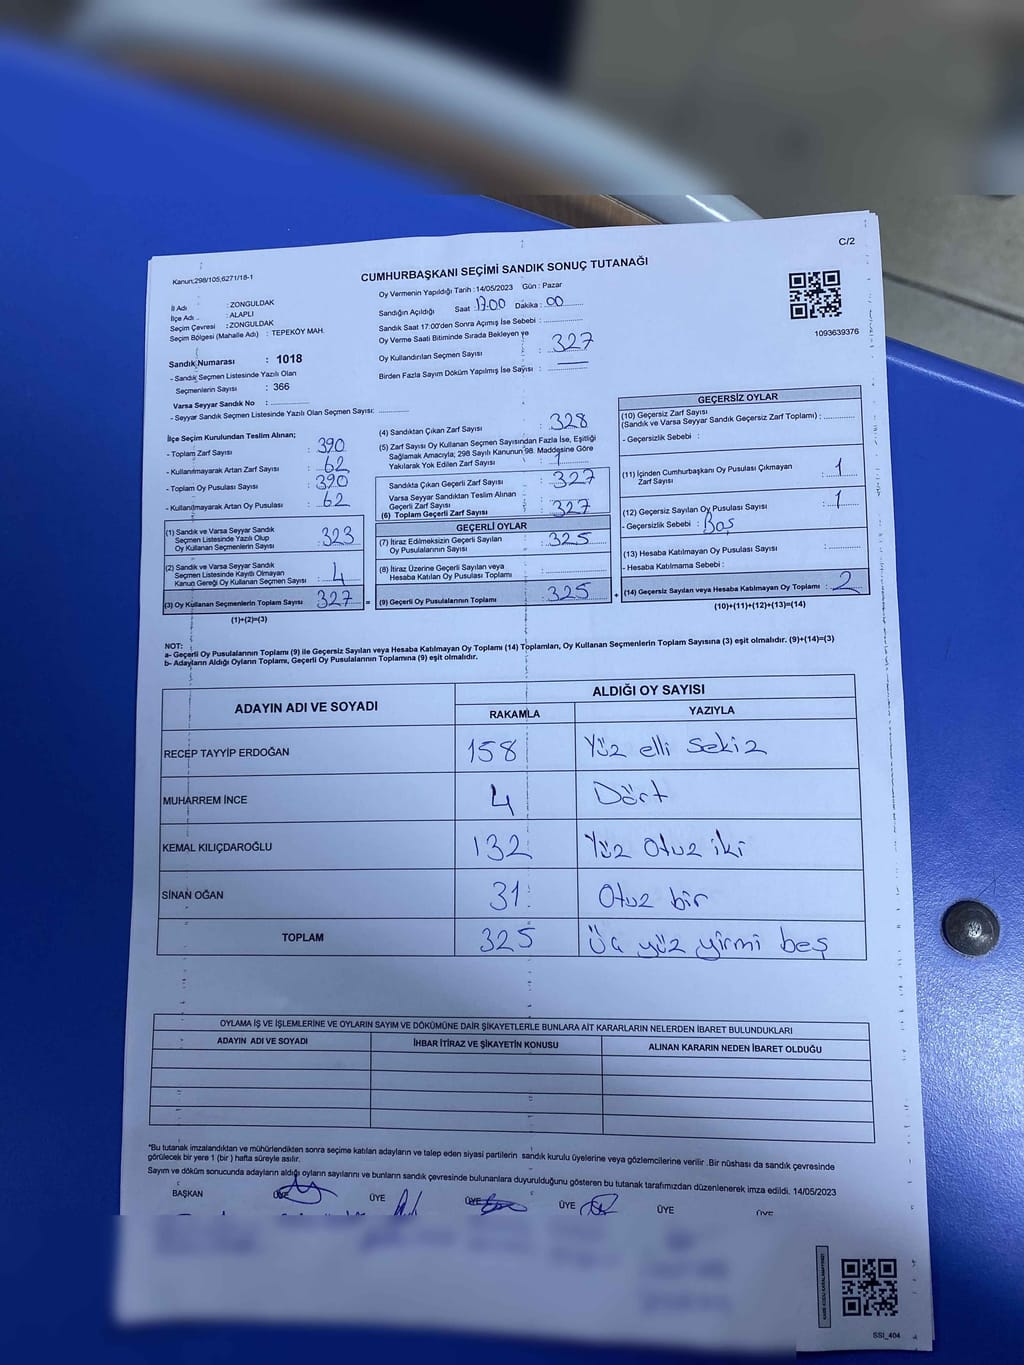 C/2
Kanun;298/105;6271/18-1
CUMHURBAŞKANI SEÇİMİ SANDIK SONUÇ TUTANAĞI
İl Adı : ZONGULDAK
İlçe Adı : ALAPLI
Seçim Çevresi : ZONGULDAK
Seçim Bölgesi (Mahalle Adı) : TEPEKÖY MAH.
Sandık Numarası : 1018
- Sandık Seçmen Listesinde Yazılı Olan
Seçmenlerin Sayısı : 366
Varsa Seyyar Sandık No :
- Seyyar Sandık Seçmen Listesinde Yazılı Olan Seçmen Sayısı:
Oy Vermenin Yapıldığı Tarih : 14/05/2023 Gün : Pazar
Sandığın Açıldığı Saat 17:00 Dakika : 00
Sandık Saat 17:00'den Sonra Açmış İse Sebebi :
Oy Verme Saati Bitiminde Sırada Bekleyen ve
Oy Kullandırılan Seçmen Sayısı : 327
Birden Fazla Sayım Döküm Yapılmış İse Sayısı :
1093639376
İlçe Seçim Kurulundan Teslim Alınan;
- Toplam Zarf Sayısı : 390
- Kullanılmayarak Artan Zarf Sayısı : 62
- Toplam Oy Pusulası Sayısı : 390
- Kullanılmayarak Artan Oy Pusulası : 62
(1) Sandık ve Varsa Seyyar Sandık
Seçmen Listesinde Yazılı Olup
Oy Kullanan Seçmenlerin Sayısı : 323
(2) Sandık ve Varsa Seyyar Sandık
Seçmen Listesinde Kayıtlı Olmayan
Kanun Gereği Oy Kullanan Seçmen Sayısı : 4
(3) Oy Kullanan Seçmenlerin Toplam Sayısı 327 =
(1)+(2)=(3)
(4) Sandıktan Çıkan Zarf Sayısı : 328
(5) Zarf Sayısı Oy Kullanan Seçmen Sayısından Fazla İse, Eşitliği
Sağlamak Amacıyla; 298 Sayılı Kanunun 98. Maddesine Göre
Yakılarak Yok Edilen Zarf Sayısı : 1
Sandıkta Çıkan Geçerli Zarf Sayısı : 327
Varsa Seyyar Sandıktan Teslim Alınan
Geçerli Zarf Sayısı
(6) Toplam Geçerli Zarf Sayısı : 327
GEÇERLİ OYLAR
(7) İtiraz Edilmeksizin Geçerli Sayılan
Oy Pusulalarının Sayısı : 325
(8) İtiraz Üzerine Geçerli Sayılan veya
Hesaba Katılan Oy Pusulası Toplamı :
(9) Geçerli Oy Pusulalarının Toplamı : 325 +
GEÇERSİZ OYLAR
(10) Geçersiz Zarf Sayısı
(Sandık ve Varsa Seyyar Sandık Geçersiz Zarf Toplamı) :
- Geçersizlik Sebebi :
(11) İçinden Cumhurbaşkanı Oy Pusulası Çıkmayan
Zarf Sayısı : 1
(12) Geçersiz Sayılan Oy Pusulası Sayısı : 1
- Geçersizlik Sebebi : Boş
(13) Hesaba Katılmayan Oy Pusulası Sayısı :
- Hesaba Katılmama Sebebi :
(14) Geçersiz Sayılan veya Hesaba Katılmayan Oy Toplamı : 2
(10)+(11)+(12)+(13)=(14)
NOT:
a- Geçerli Oy Pusulasının Toplamı (9) ile Geçersiz Sayılan veya Hesaba Katılmayan Oy Toplamı (14) Toplamları, Oy Kullanan Seçmenlerin Toplam Sayısına (3) eşit olmalıdır. (9)+(14)=(3)
b- Adayların Aldığı Oyların Toplamı, Geçerli Oy Pusulalarının Toplamına (9) eşit olmalıdır.
ADAYIN ADI VE SOYADI ALDIĞI OY SAYISI
RAKAMLA YAZIYLA
RECEP TAYYİP ERDOĞAN 158 Yüz elli sekiz
MUHARREM İNCE 4 Dört
KEMAL KILIÇDAROĞLU 132 Yüz Otuz iki
SİNAN OĞAN 31 Otuz bir
TOPLAM 325 Üç yüz yirmi beş
OYLAMA İŞ VE İŞLEMLERİNE VE OYLARIN SAYIM VE DÖKÜMÜNE DAİR ŞİKAYETLERLE BUNLARA AİT KARARLARIN NELERDEN İBARET BULUNDUKLARI
ADAYIN ADI VE SOYADI İHBAR İTİRAZ VE ŞİKAYETİN KONUSU ALINAN KARARIN NEDEN İBARET OLDUĞU
*Bu tutanak imzalandıktan ve mühürlendikten sonra seçime katılan adayların ve talep eden siyasi partilerin sandık kurulu üyelerine veya gözlemcilerine verilir .Bir nüshası da sandık çevresinde
görülecek bir yere 1 (bir ) hafta süreyle asılır.
Sayım ve döküm sonucunda adayların aldığı oyların sayılarını ve bunların sandık çevresinde bulunanlara duyurulduğunu gösteren bu tutanak tarafımızdan düzenlenerek imza edildi. 14/05/2023
BAŞKAN ÜYE ÜYE ÜYE ÜYE ÜYE ÜYE
SSI_404